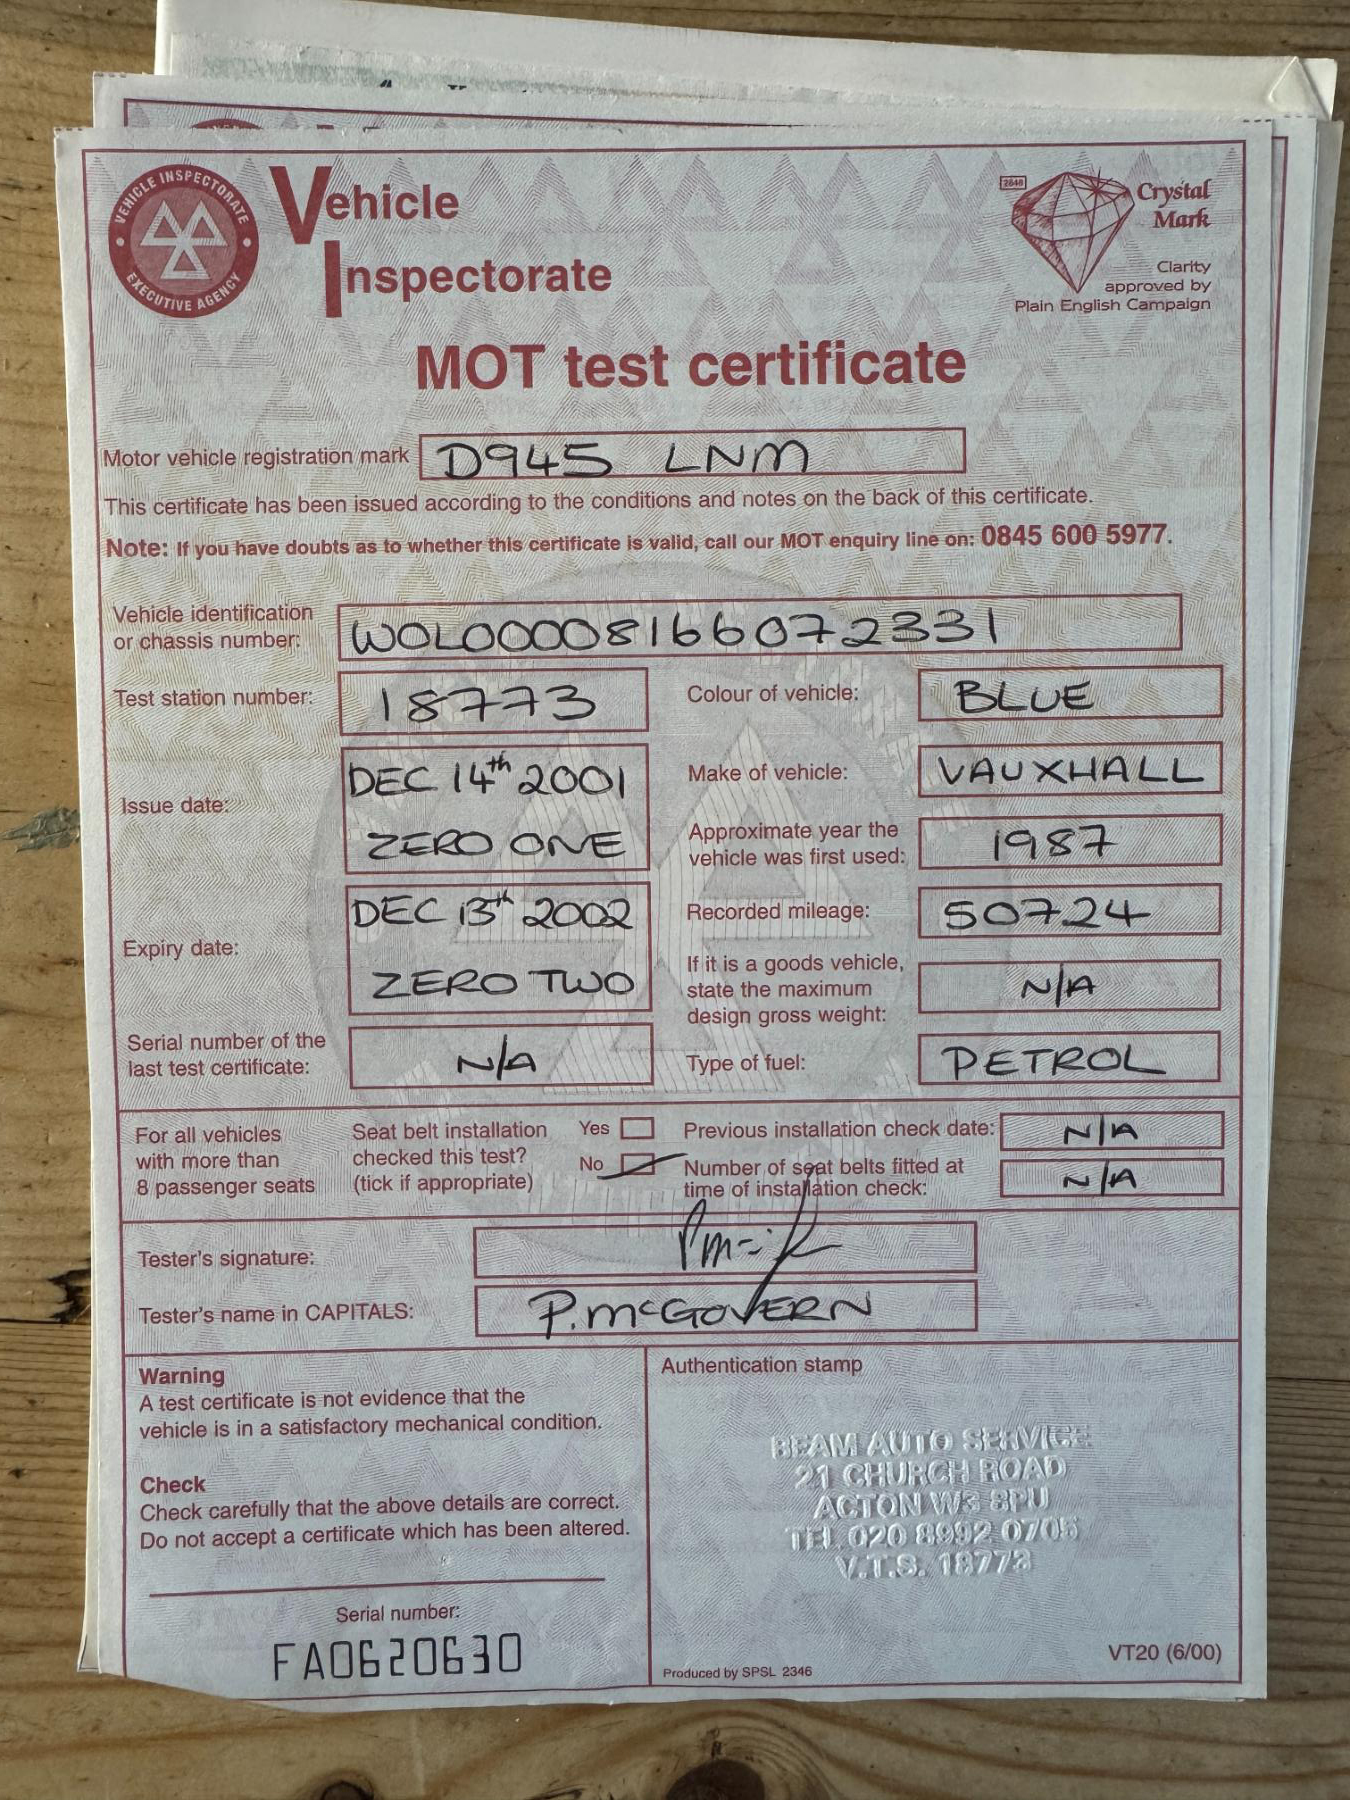 VEHICLE INSPECTORATE
EXECUTIVE AGENCY
Vehicle
Inspectorate
2848
Crystal
Mark
Clarity
approved by
Plain English Campaign
MOT test certificate
Motor vehicle registration mark D945 LNM
This certificate has been issued according to the conditions and notes on the back of this certificate.
Note: If you have doubts as to whether this certificate is valid, call our MOT enquiry line on: 0845 600 5977.
Vehicle identification
or chassis number: WOL00008166072331
Test station number: 18773
Colour of vehicle: BLUE
Issue date: DEC 14th 2001
ZERO ONE
Make of vehicle: VAUXHALL
Approximate year the
vehicle was first used: 1987
Expiry date: DEC 13th 2002
ZERO TWO
Recorded mileage: 50724
If it is a goods vehicle,
state the maximum
design gross weight: N/A
Serial number of the
last test certificate: N/A
Type of fuel: PETROL
For all vehicles
with more than
8 passenger seats
Seat belt installation
checked this test?
(tick if appropriate)
Yes
No
Previous installation check date: N/A
Number of seat belts fitted at
time of installation check: N/A
Tester's signature:
Tester's name in CAPITALS: P. McGOVERN
Warning
A test certificate is not evidence that the
vehicle is in a satisfactory mechanical condition.
Check
Check carefully that the above details are correct.
Do not accept a certificate which has been altered.
Serial number:
FA0620630
Authentication stamp
BEAM AUTO SERVICE
21 CHURCH ROAD
ACTON W3 8PU
TEL 020 8992 0705
V.T.S. 18773
Produced by SPSL 2346
VT20 (6/00)